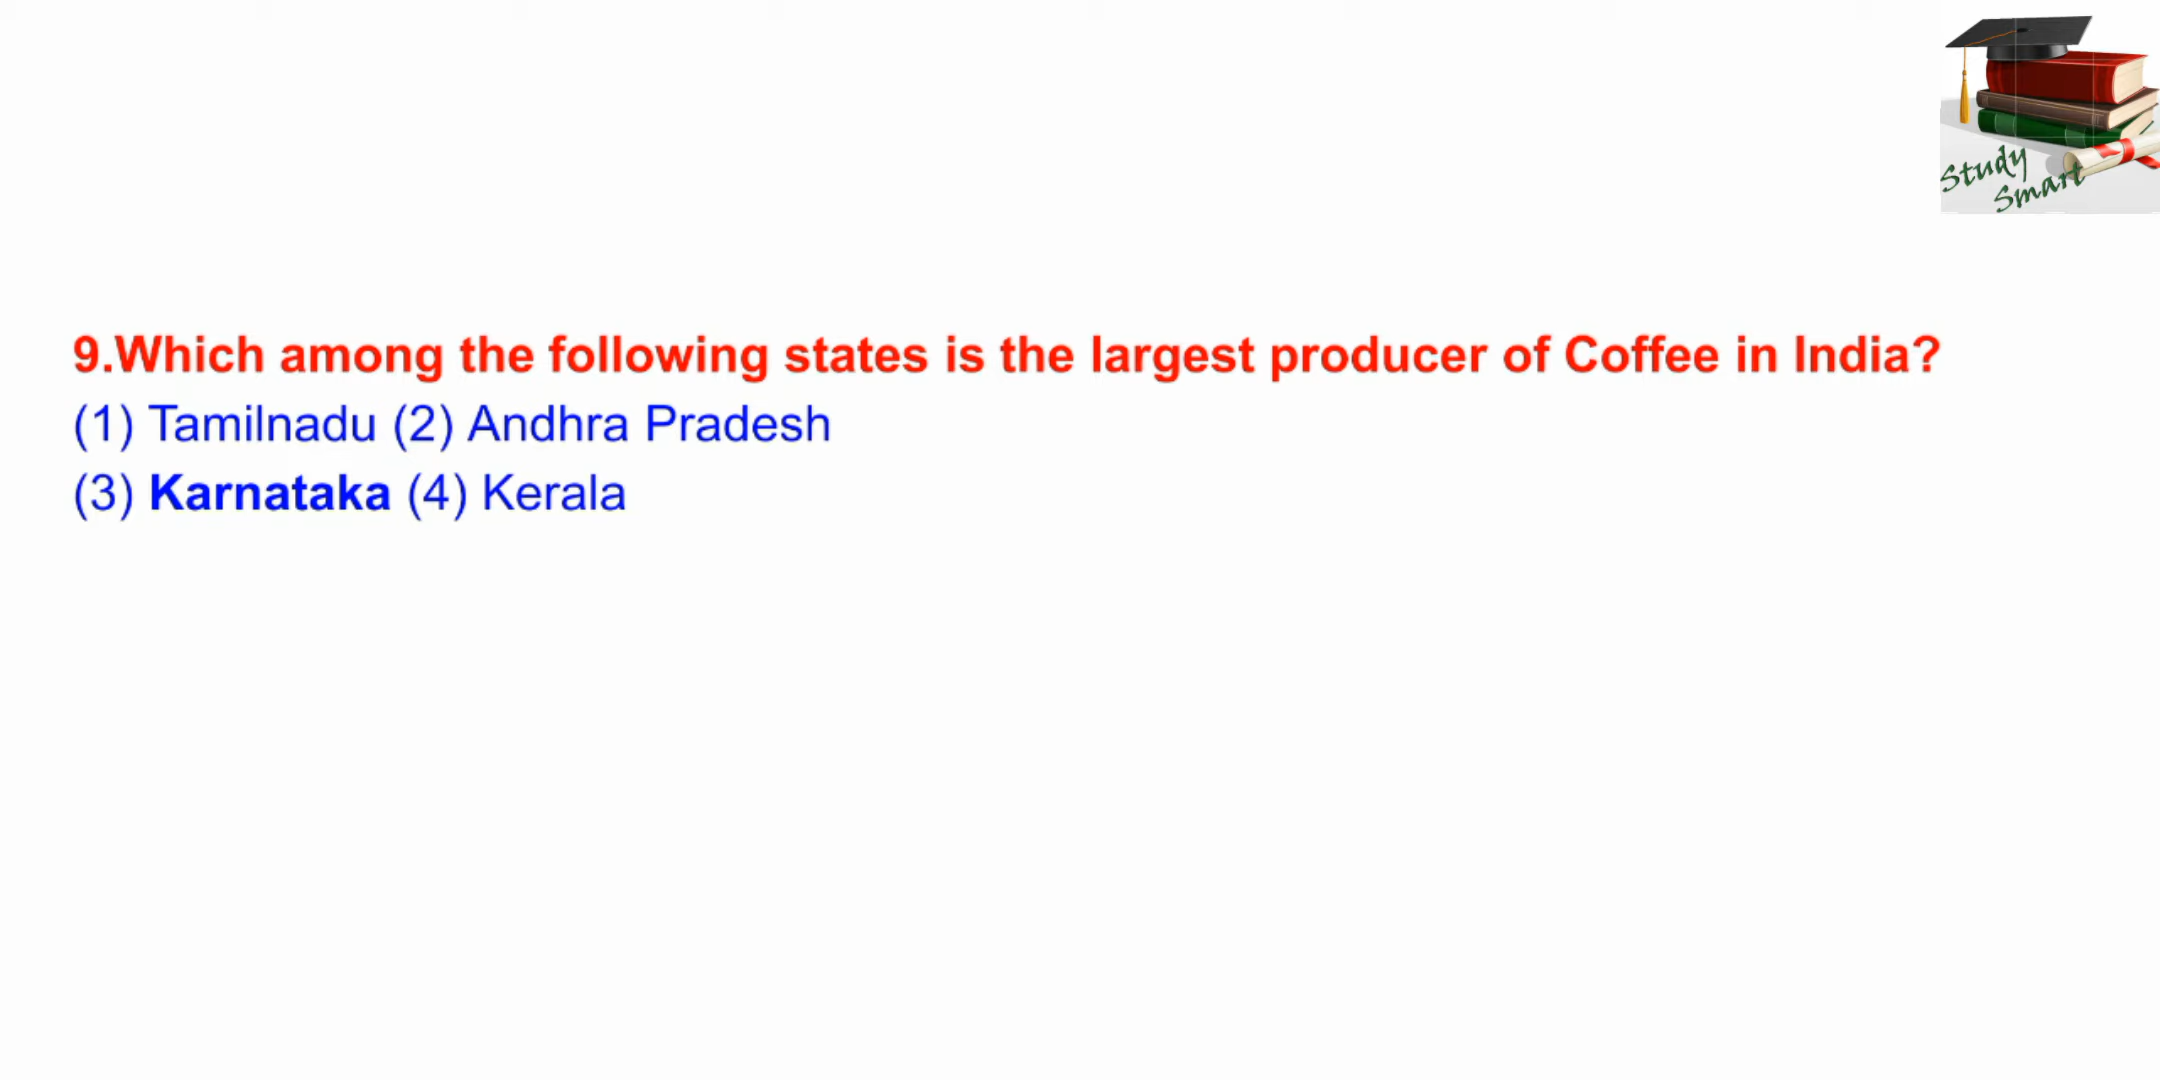 Study
Smart
9.Which among the following states is the largest producer of Coffee in India?
(1) Tamilnadu (2) Andhra Pradesh
(3) Karnataka (4) Kerala